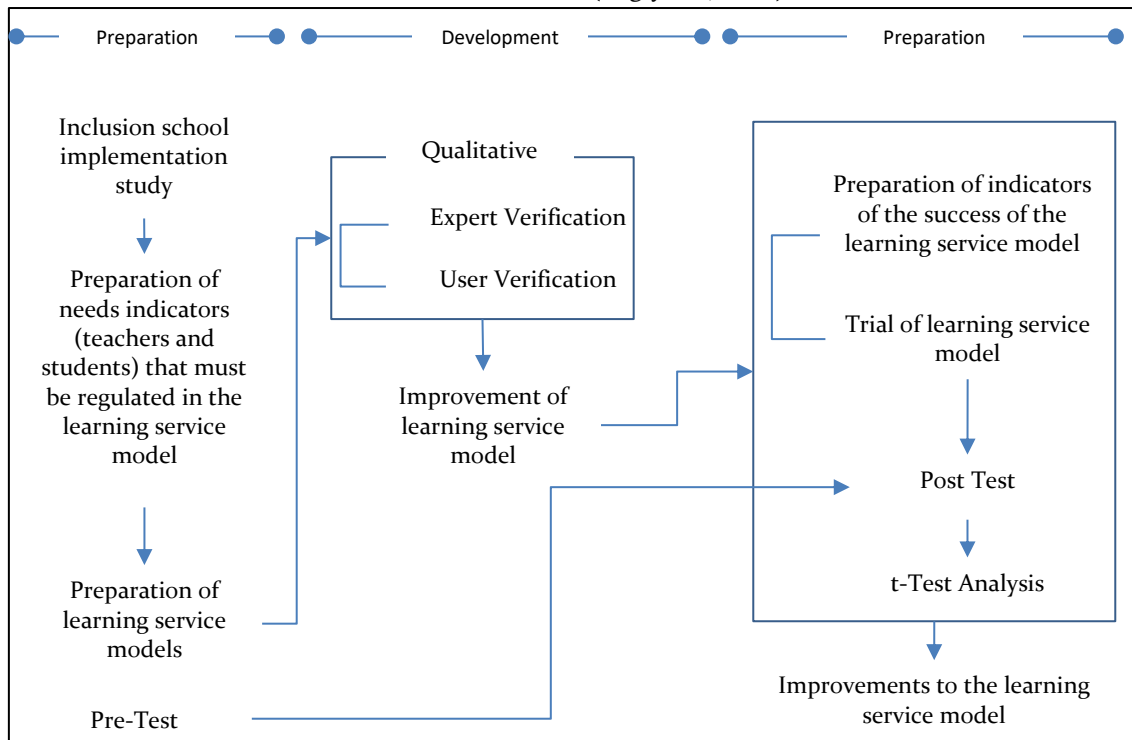 Preparation
Development
Preparation
Inclusion school
implementation
study
Preparation of
needs indicators
(teachers and
students) that must
be regulated in the
learning service
model
Preparation of
learning service
models
Pre-Test
Qualitative
Expert Verification
User Verification
Improvement of
learning service
model
Preparation of indicators
of the success of the
learning service model
Trial of learning service
model
Post Test
t-Test Analysis
Improvements to the learning
service model